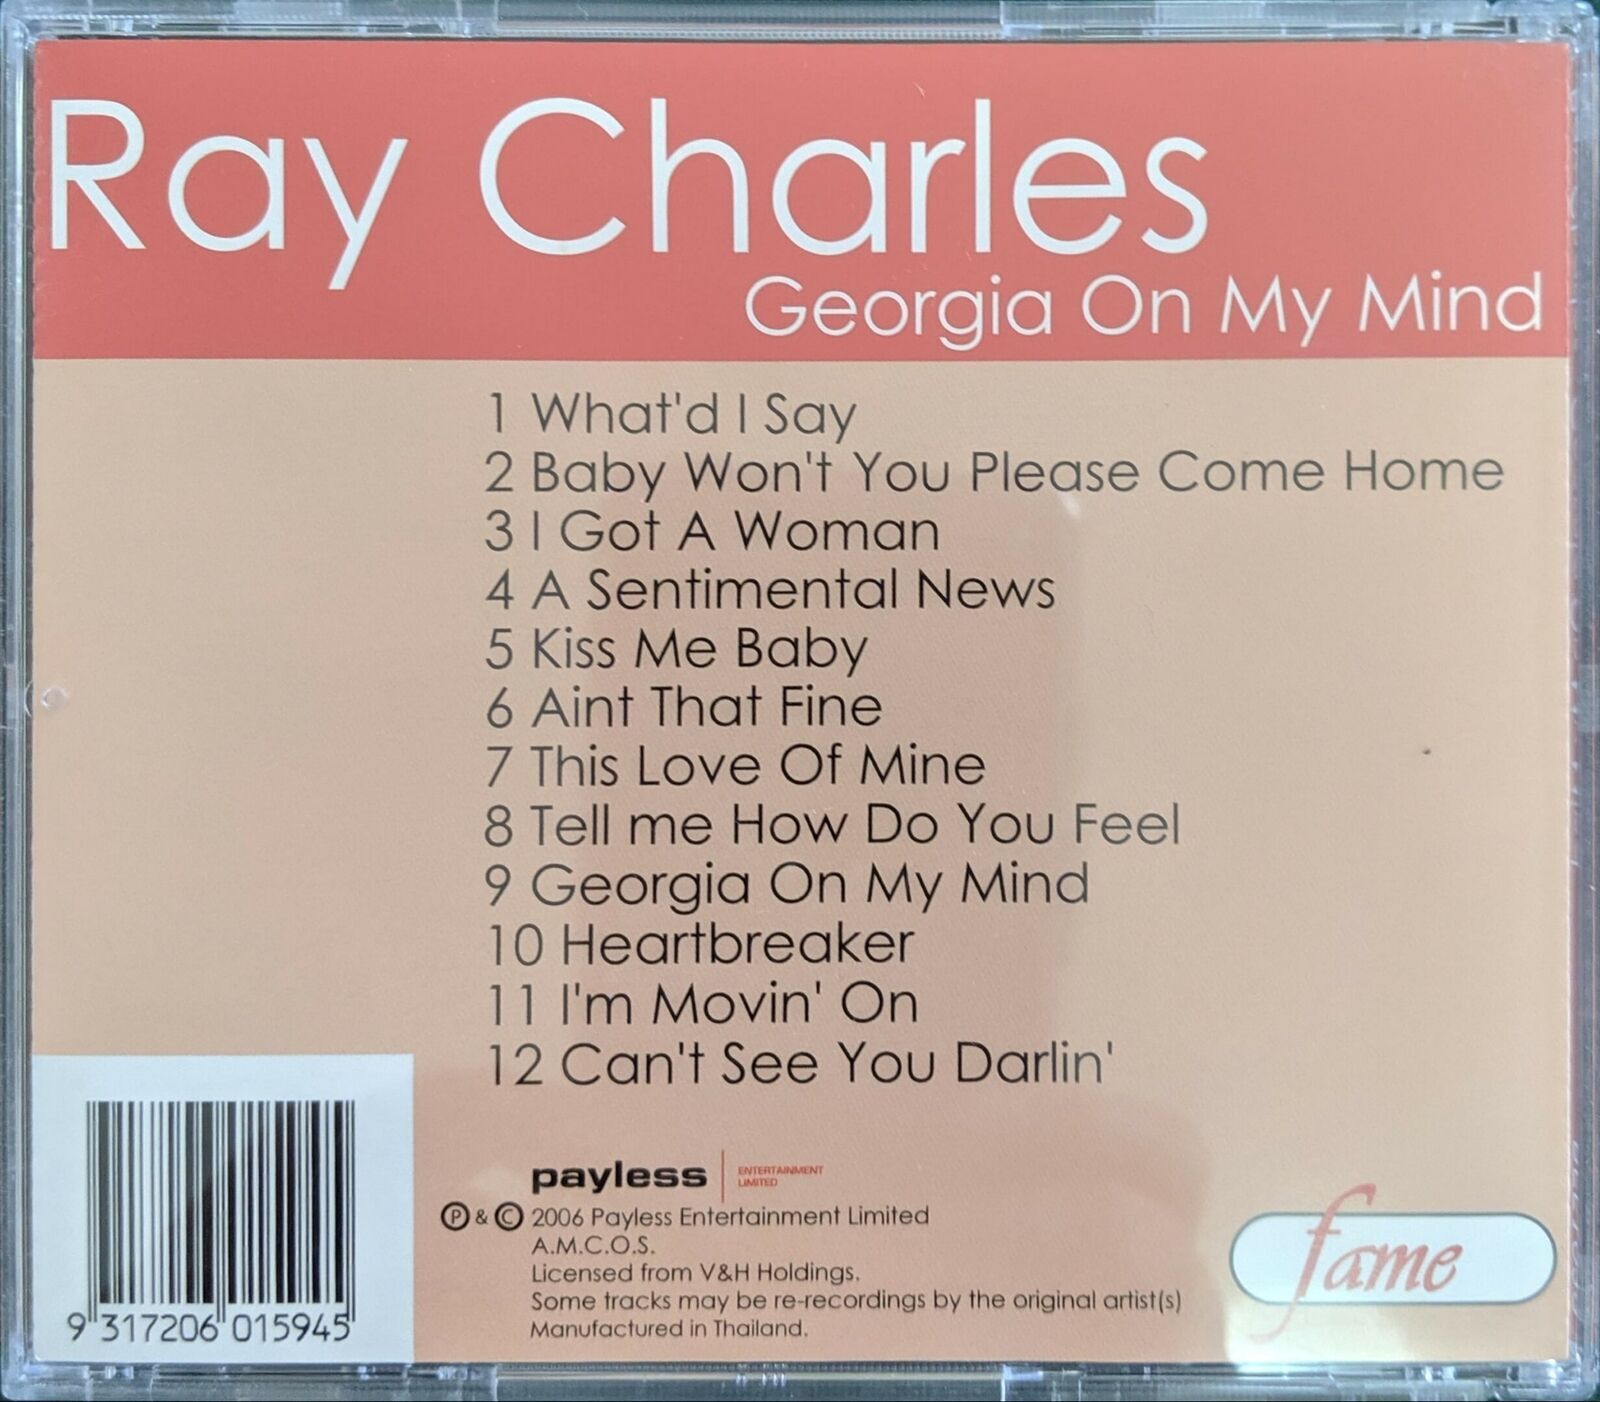 Ray Charles
Georgia On My Mind
1 What'd I Say
2 Baby Won't You Please Come Home
3 I Got A Woman
4 A Sentimental News
5 Kiss Me Baby
6 Aint That Fine
7 This Love Of Mine
8 Tell me How Do You Feel
9 Georgia On My Mind
10 Heartbreaker
11 I'm Movin' On
12 Can't See You Darlin'
payless ENTERTAINMENT
LIMITED
Ⓟ & © 2006 Payless Entertainment Limited
A.M.C.O.S.
Licensed from V&H Holdings.
Some tracks may be re-recordings by the original artist(s)
Manufactured in Thailand.
fame
9 317206 015945